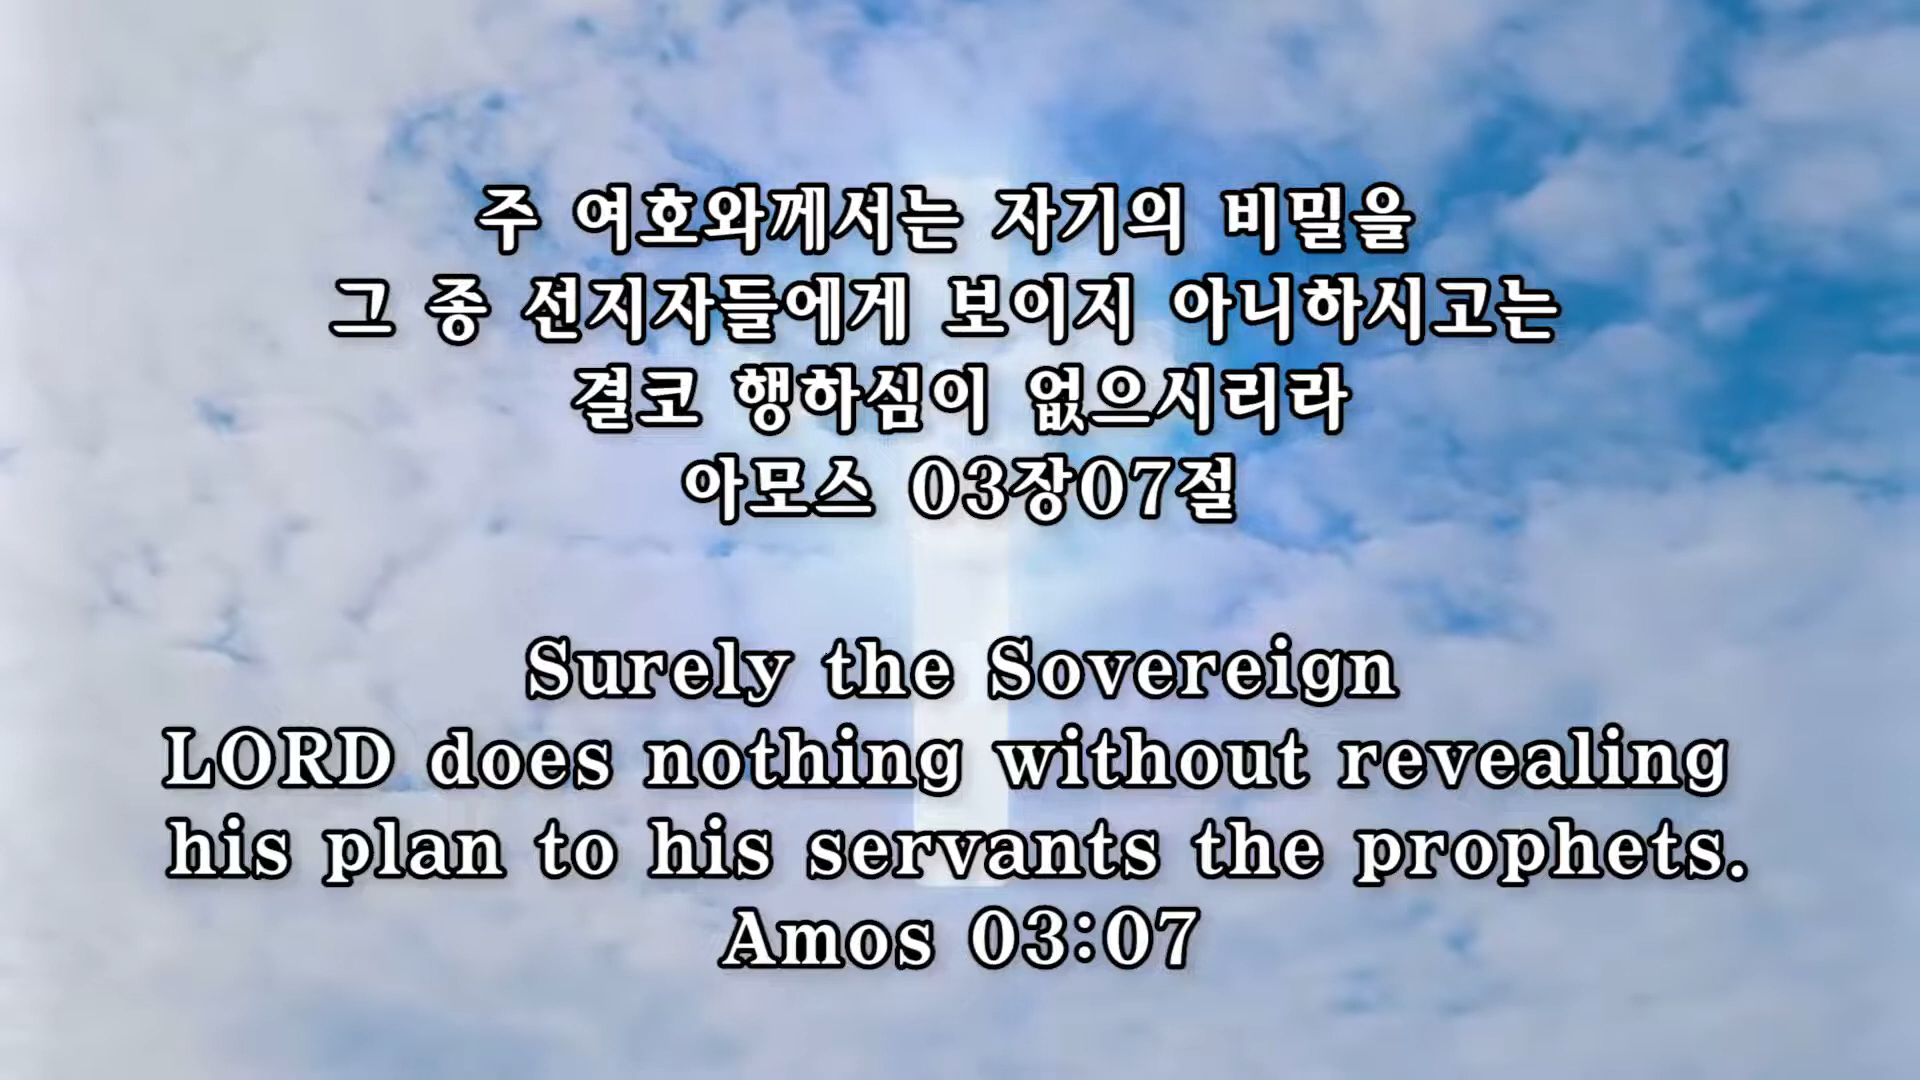 주 여호와께서는 자기의 비밀을
그 종 선지자들에게 보이지 아니하시고는
결코 행하심이 없으시리라
아모스 03장07절
Surely the Sovereign
LORD does nothing without revealing
his plan to his servants the prophets.
Amos 03:07